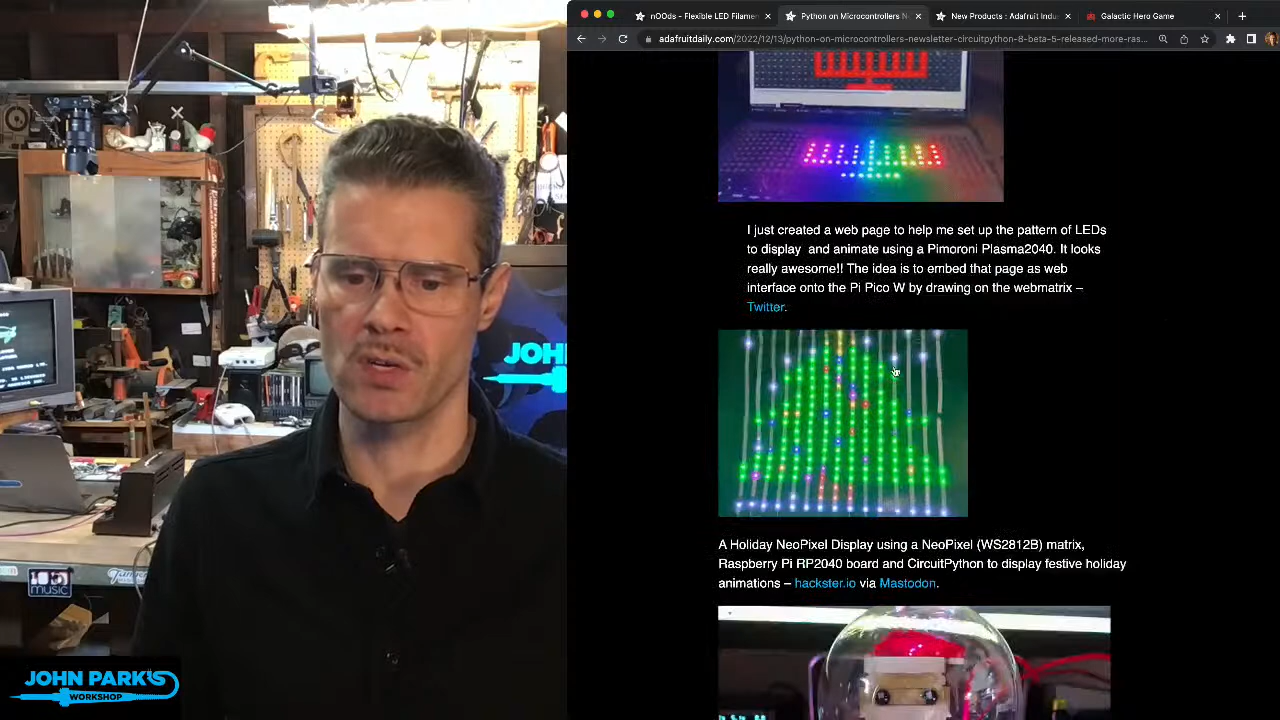 nOOds - Flexible LED Filamen
Python on Microcontrollers N
New Products : Adafruit Indu
Galactic Hero Game
adafruitdaily.com/2022/12/13/python-on-microcontrollers-newsletter-circuitpython-8-beta-5-released-more-ras...
I just created a web page to help me set up the pattern of LEDs
to display and animate using a Pimoroni Plasma2040. It looks
really awesome!! The idea is to embed that page as web
interface onto the Pi Pico W by drawing on the webmatrix –
Twitter.
A Holiday NeoPixel Display using a NeoPixel (WS2812B) matrix,
Raspberry Pi RP2040 board and CircuitPython to display festive holiday
animations – hackster.io via Mastodon.
JOHN
MUSIC
JOHN PARK'S
WORKSHOP